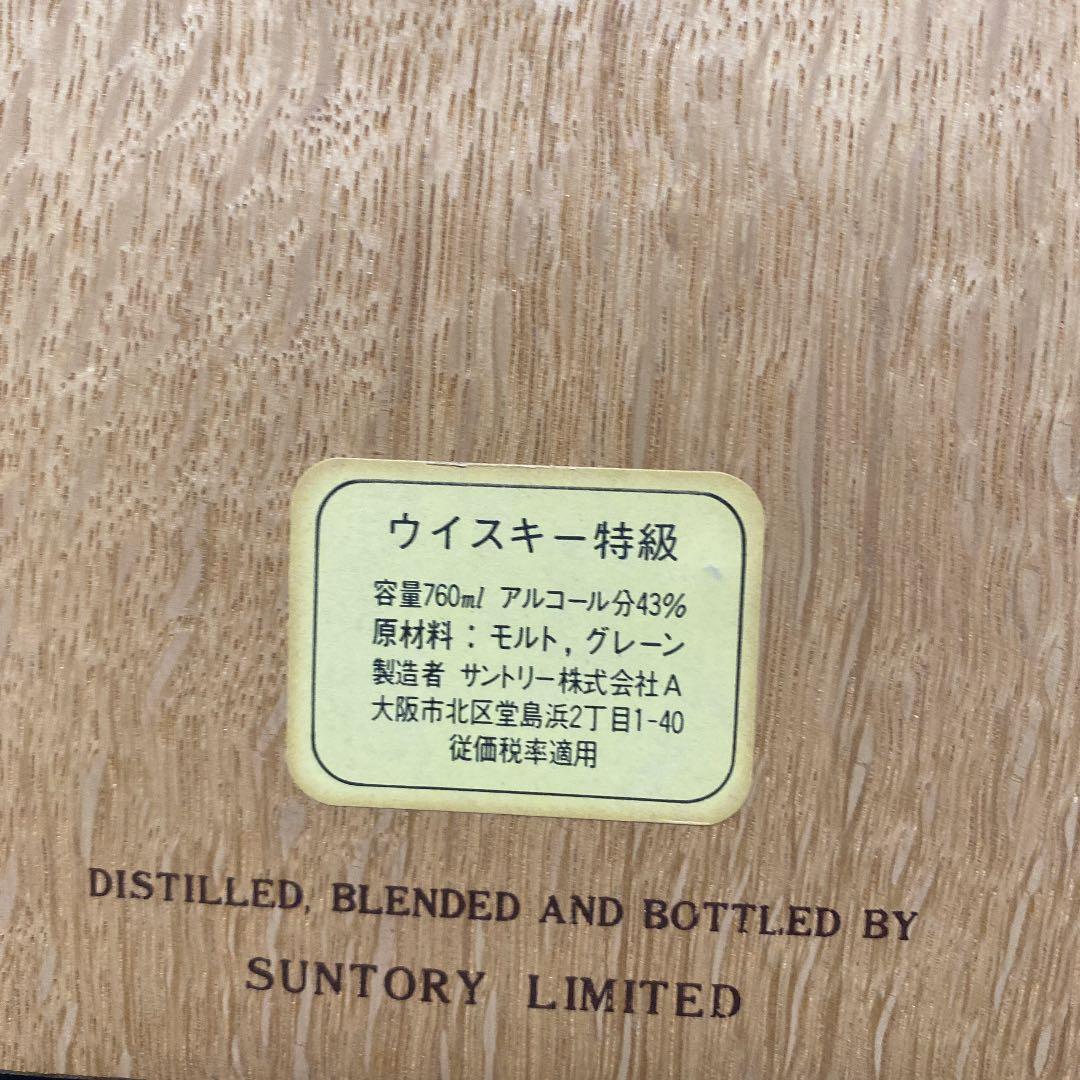 ウイスキー特級
容量760ml アルコール分43%
原材料：モルト，グレーン
製造者 サントリー株式会社A
大阪市北区堂島浜2丁目1-40
従価税率適用
DISTILLED, BLENDED AND BOTTLED BY
SUNTORY LIMITED